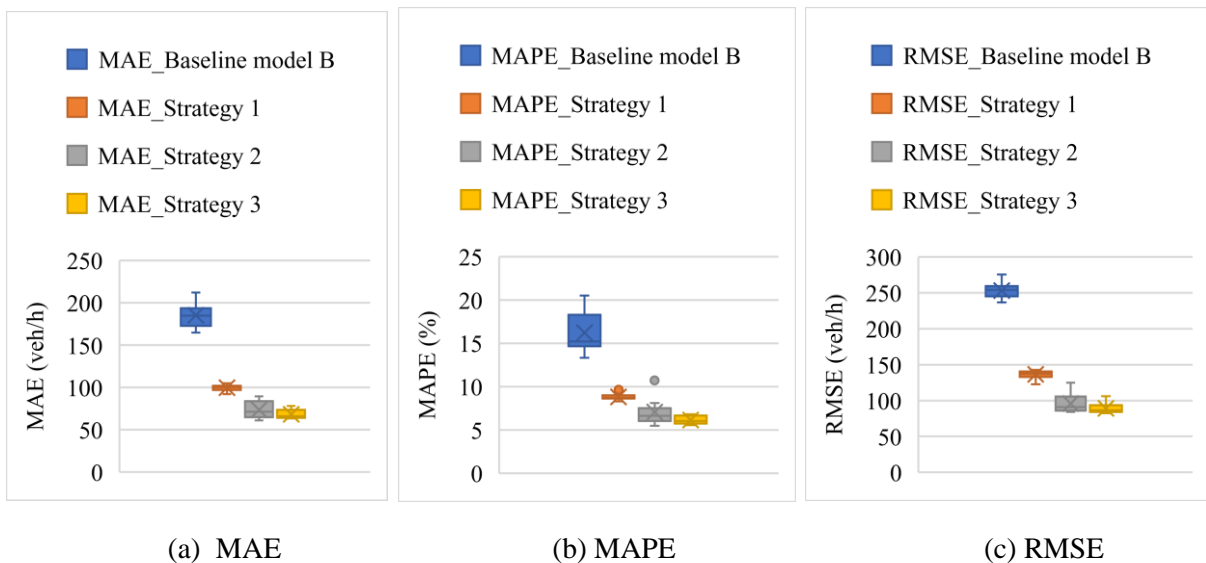 MAE_Baseline model B
MAE_Strategy 1
MAE_Strategy 2
MAE_Strategy 3
250
200
150
100
50
0
MAE (veh/h)
(a) MAE
MAPE_Baseline model B
MAPE_Strategy 1
MAPE_Strategy 2
MAPE_Strategy 3
25
20
15
10
5
0
MAPE (%)
(b) MAPE
RMSE_Baseline model B
RMSE_Strategy 1
RMSE_Strategy 2
RMSE_Strategy 3
300
250
200
150
100
50
0
RMSE (veh/h)
(c) RMSE